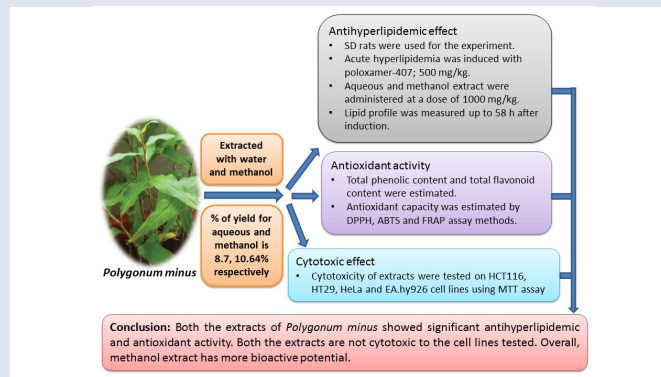 Antihyperlipidemic effect
• SD rats were used for the experiment.
• Acute hyperlipidemia was induced with
poloxamer-407; 500 mg/kg.
• Aqueous and methanol extract were
administered at a dose of 1000 mg/kg.
• Lipid profile was measured up to 58 h after
induction.
Extracted
with water
and methanol
Antioxidant activity
• Total phenolic content and total flavonoid
content were estimated.
• Antioxidant capacity was estimated by
DPPH, ABTS and FRAP assay methods.
% of yield for
aqueous and
methanol is
8.7, 10.64%
respectively
Polygonum minus
Cytotoxic effect
• Cytotoxicity of extracts were tested on HCT116,
HT29, HeLa and EA.hy926 cell lines using MTT assay
Conclusion: Both the extracts of Polygonum minus showed significant antihyperlipidemic
and antioxidant activity. Both the extracts are not cytotoxic to the cell lines tested. Overall,
methanol extract has more bioactive potential.